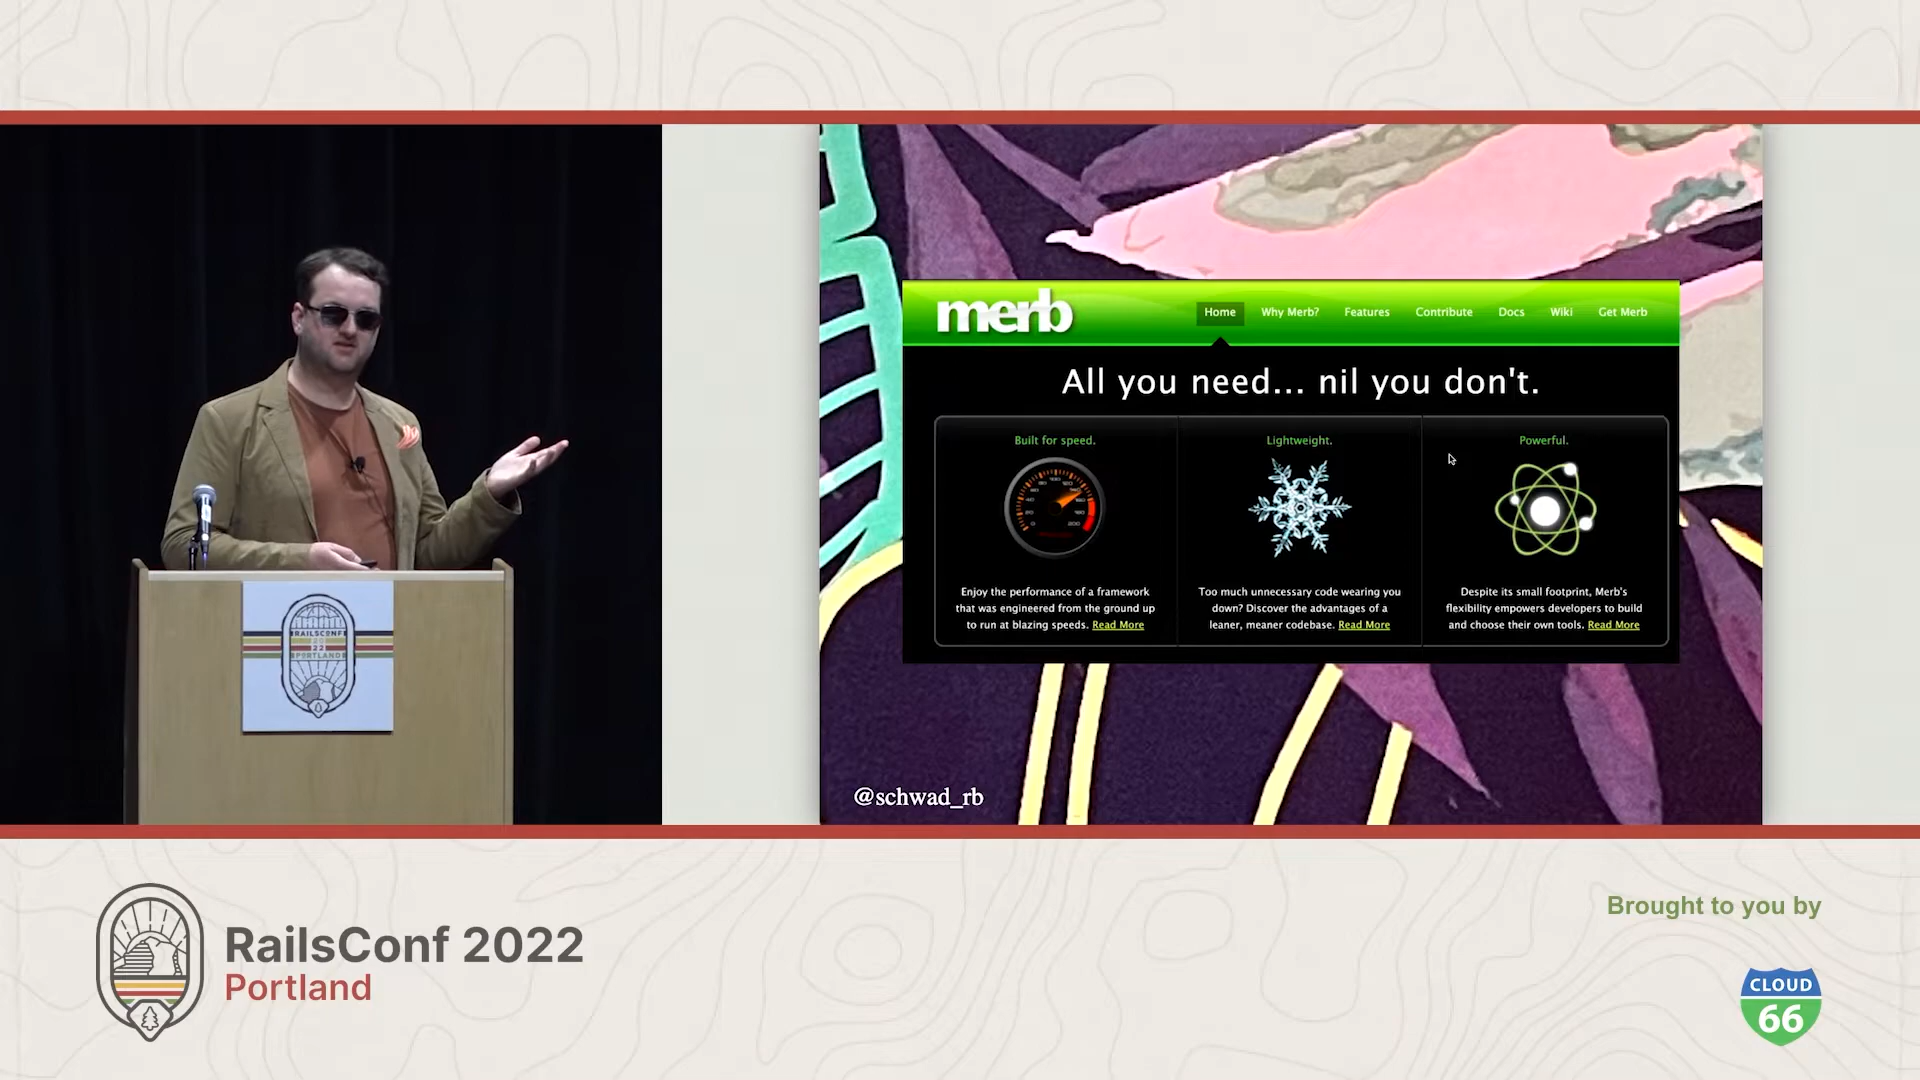 merb
Home Why Merb? Features Contribute Docs Wiki Get Merb
All you need... nil you don't.
Built for speed.
Enjoy the performance of a framework
that was engineered from the ground up
to run at blazing speeds. Read More
Lightweight.
Too much unnecessary code wearing you
down? Discover the advantages of a
leaner, meaner codebase. Read More
Powerful.
Despite its small footprint, Merb's
flexibility empowers developers to build
and choose their own tools. Read More
@schwad_rb
RAILSCONF
20
22
PORTLAND
RailsConf 2022
Portland
Brought to you by
CLOUD
66